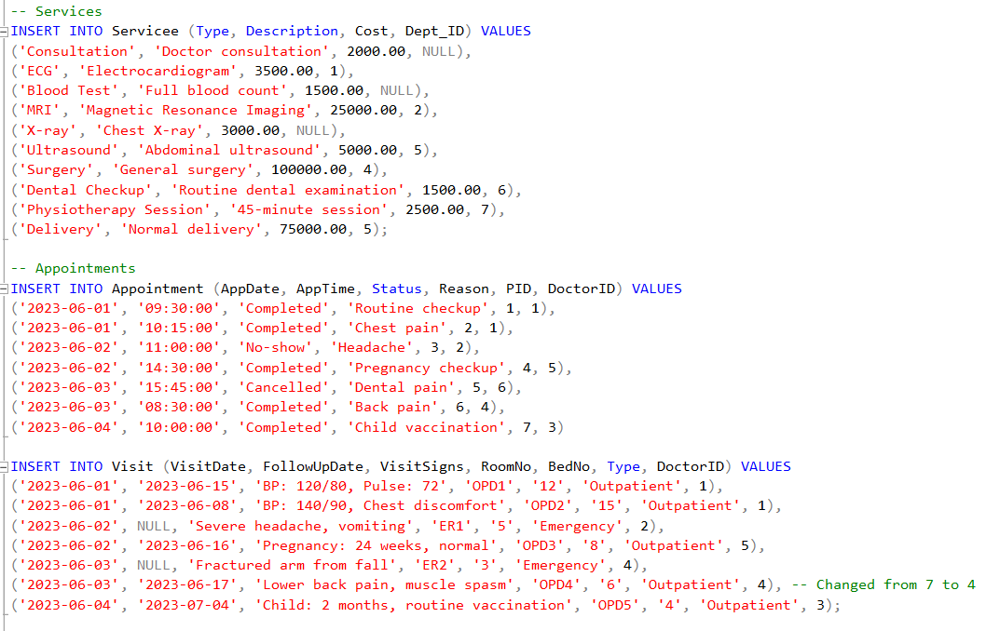 -- Services
INSERT INTO Servicee (Type, Description, Cost, Dept_ID) VALUES
('Consultation', 'Doctor consultation', 2000.00, NULL),
('ECG', 'Electrocardiogram', 3500.00, 1),
('Blood Test', 'Full blood count', 1500.00, NULL),
('MRI', 'Magnetic Resonance Imaging', 25000.00, 2),
('X-ray', 'Chest X-ray', 3000.00, NULL),
('Ultrasound', 'Abdominal ultrasound', 5000.00, 5),
('Surgery', 'General surgery', 100000.00, 4),
('Dental Checkup', 'Routine dental examination', 1500.00, 6),
('Physiotherapy Session', '45-minute session', 2500.00, 7),
('Delivery', 'Normal delivery', 75000.00, 5);
-- Appointments
INSERT INTO Appointment (AppDate, AppTime, Status, Reason, PID, DoctorID) VALUES
('2023-06-01', '09:30:00', 'Completed', 'Routine checkup', 1, 1),
('2023-06-01', '10:15:00', 'Completed', 'Chest pain', 2, 1),
('2023-06-02', '11:00:00', 'No-show', 'Headache', 3, 2),
('2023-06-02', '14:30:00', 'Completed', 'Pregnancy checkup', 4, 5),
('2023-06-03', '15:45:00', 'Cancelled', 'Dental pain', 5, 6),
('2023-06-03', '08:30:00', 'Completed', 'Back pain', 6, 4),
('2023-06-04', '10:00:00', 'Completed', 'Child vaccination', 7, 3)
INSERT INTO Visit (VisitDate, FollowUpDate, VisitSigns, RoomNo, BedNo, Type, DoctorID) VALUES
('2023-06-01', '2023-06-15', 'BP: 120/80, Pulse: 72', 'OPD1', '12', 'Outpatient', 1),
('2023-06-01', '2023-06-08', 'BP: 140/90, Chest discomfort', 'OPD2', '15', 'Outpatient', 1),
('2023-06-02', NULL, 'Severe headache, vomiting', 'ER1', '5', 'Emergency', 2),
('2023-06-02', '2023-06-16', 'Pregnancy: 24 weeks, normal', 'OPD3', '8', 'Outpatient', 5),
('2023-06-03', NULL, 'Fractured arm from fall', 'ER2', '3', 'Emergency', 4),
('2023-06-03', '2023-06-17', 'Lower back pain, muscle spasm', 'OPD4', '6', 'Outpatient', 4), -- Changed from 7 to 4
('2023-06-04', '2023-07-04', 'Child: 2 months, routine vaccination', 'OPD5', '4', 'Outpatient', 3);